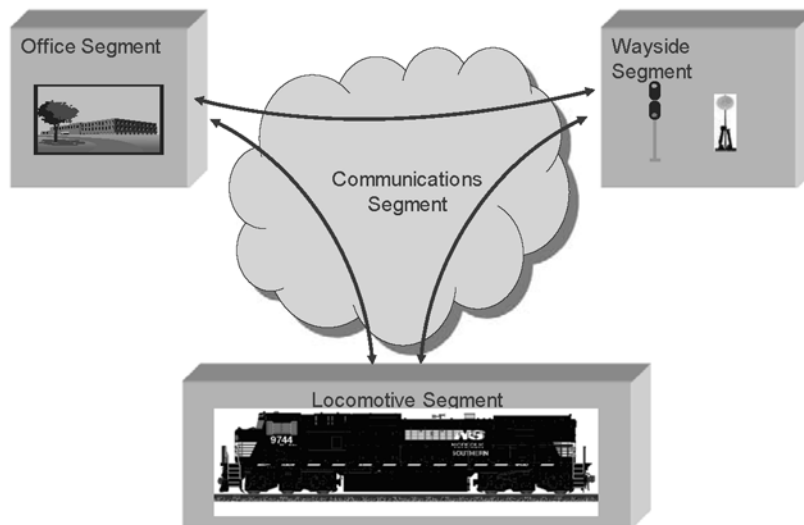 Office Segment
Wayside
Segment
Communications
Segment
Locomotive Segment
9744
NS
NORFOLK
SOUTHERN